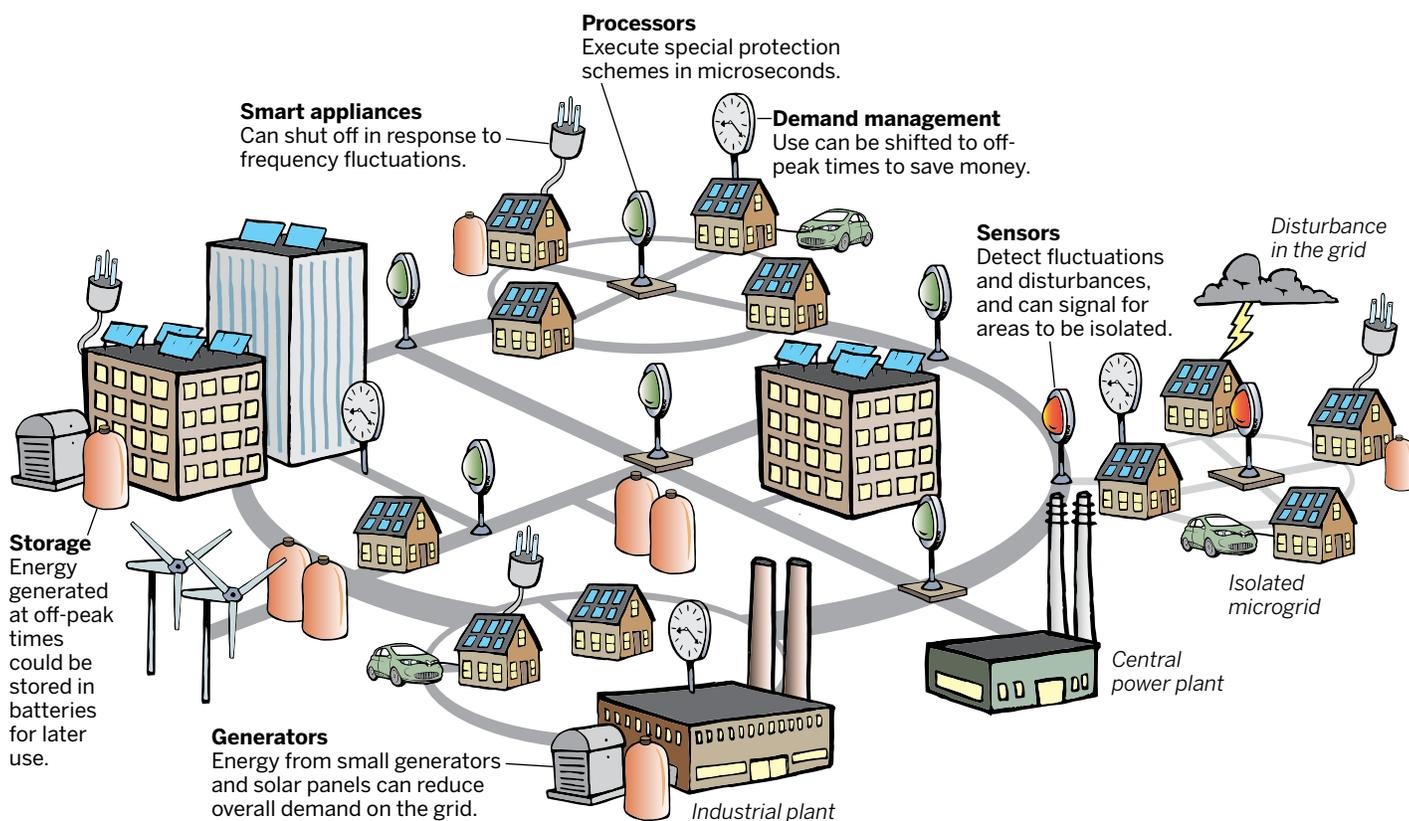 Processors
Execute special protection
schemes in microseconds.
Smart appliances
Can shut off in response to
frequency fluctuations.
Demand management
Use can be shifted to off-
peak times to save money.
Sensors
Detect fluctuations
and disturbances,
and can signal for
areas to be isolated.
Disturbance
in the grid
Storage
Energy
generated
at off-peak
times
could be
stored in
batteries
for later
use.
Isolated
microgrid
Central
power plant
Generators
Energy from small generators
and solar panels can reduce
overall demand on the grid.
Industrial plant